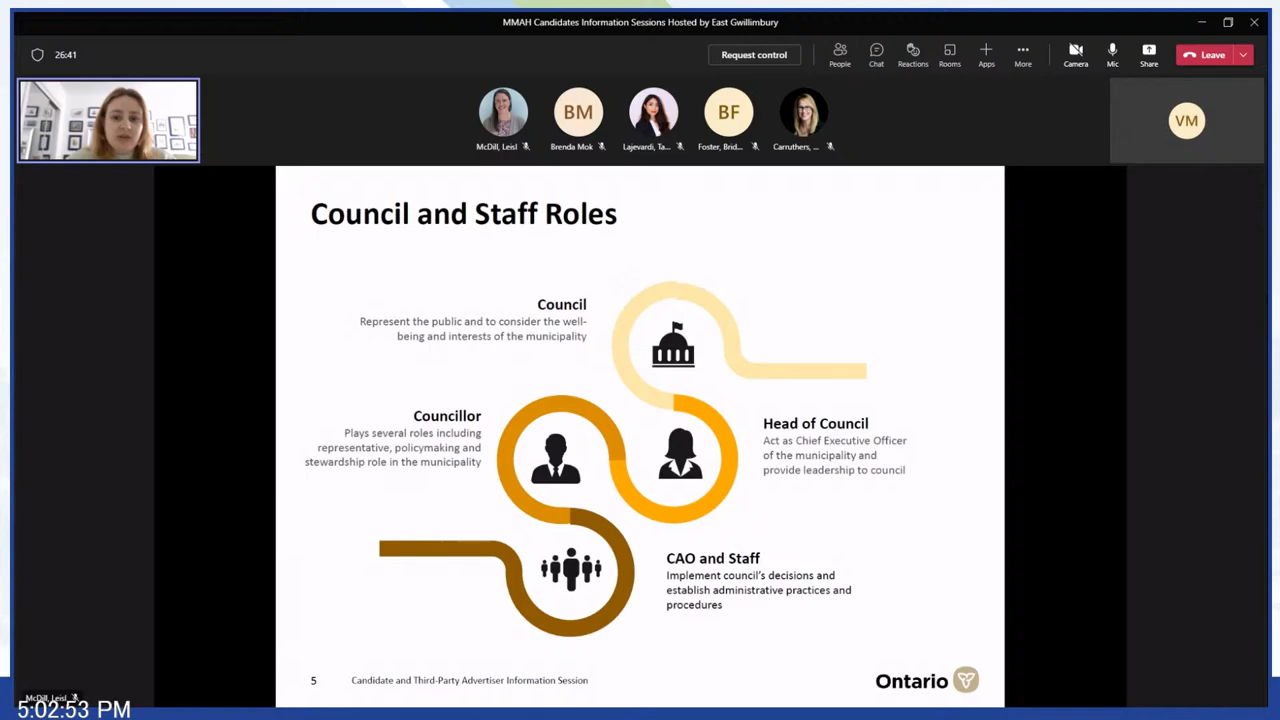 MMAH Candidates Information Sessions Hosted by East Gwillimbury
26:41
Request control
People
Chat
Reactions
Rooms
Apps
More
Camera
Mic
Share
Leave
BM
BF
VM
McDill, Leisl
Brenda Mok
Lajevardi, Ta...
Foster, Brid...
Carruthers, ...
Council and Staff Roles
Council
Represent the public and to consider the well-
being and interests of the municipality
Councillor
Plays several roles including
representative, policymaking and
stewardship role in the municipality
Head of Council
Act as Chief Executive Officer
of the municipality and
provide leadership to council
CAO and Staff
Implement council's decisions and
establish administrative practices and
procedures
5
Candidate and Third-Party Advertiser Information Session
Ontario
McDill, Leisl
5:02:53 PM